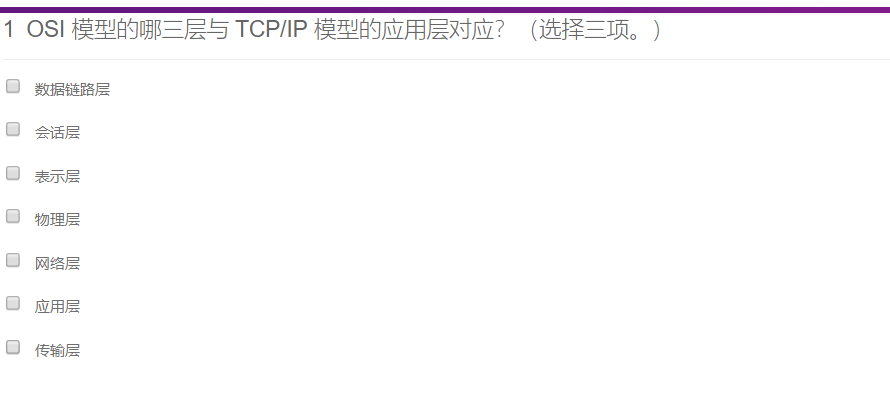 1 OSI 模型的哪三层与 TCP/IP 模型的应用层对应？（选择三项。）
数据链路层
会话层
表示层
物理层
网络层
应用层
传输层